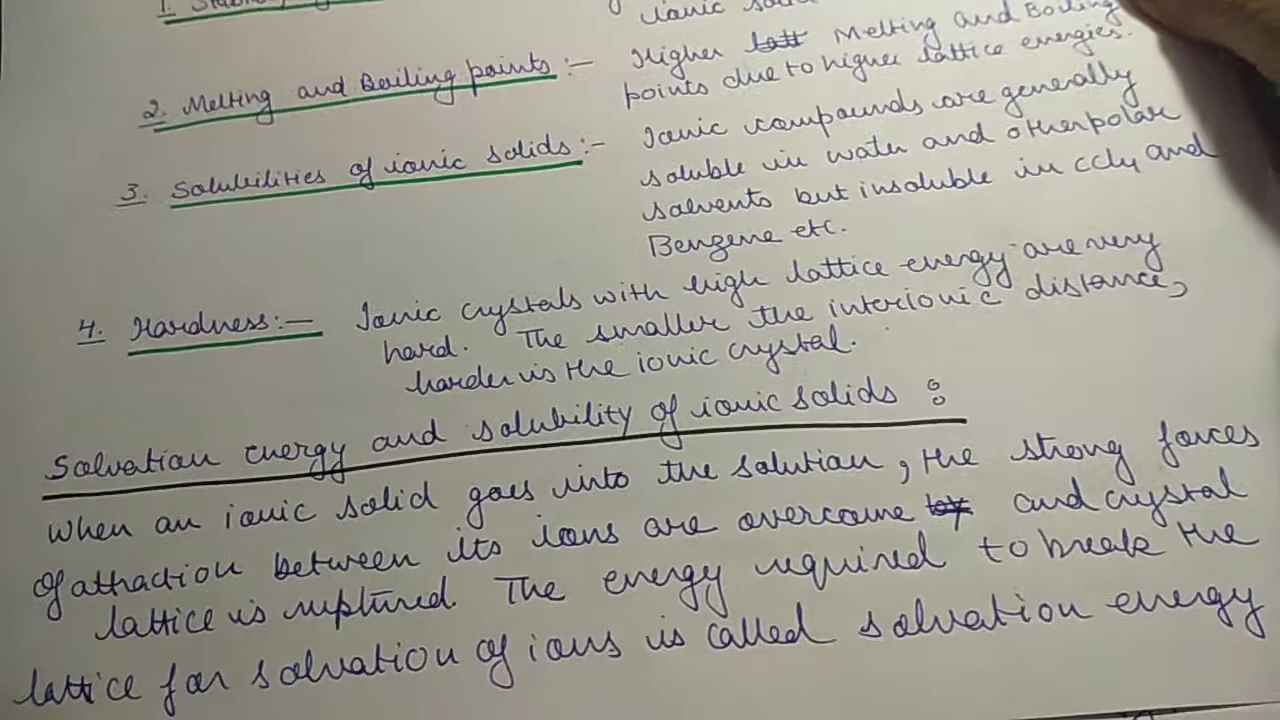 1.
ionic
2. Melting and Boiling points :- Higher Melting and Boiling
points due to higher lattice energies.
3. Solubilities of ionic solids :- Ionic compounds are generally
soluble in water and other polar
solvents but insoluble in ccl4 and
Benzene etc.
4. Hardness :- Ionic crystals with high lattice energy are very
hard. The smaller the interionic distance,
harder is the ionic crystal.
Solvation energy and solubility of ionic solids :
When an ionic solid goes into the solution, the strong forces
of attraction between its ions are overcome and crystal
lattice is ruptured. The energy required to break the
lattice for solvation of ions is called solvation energy